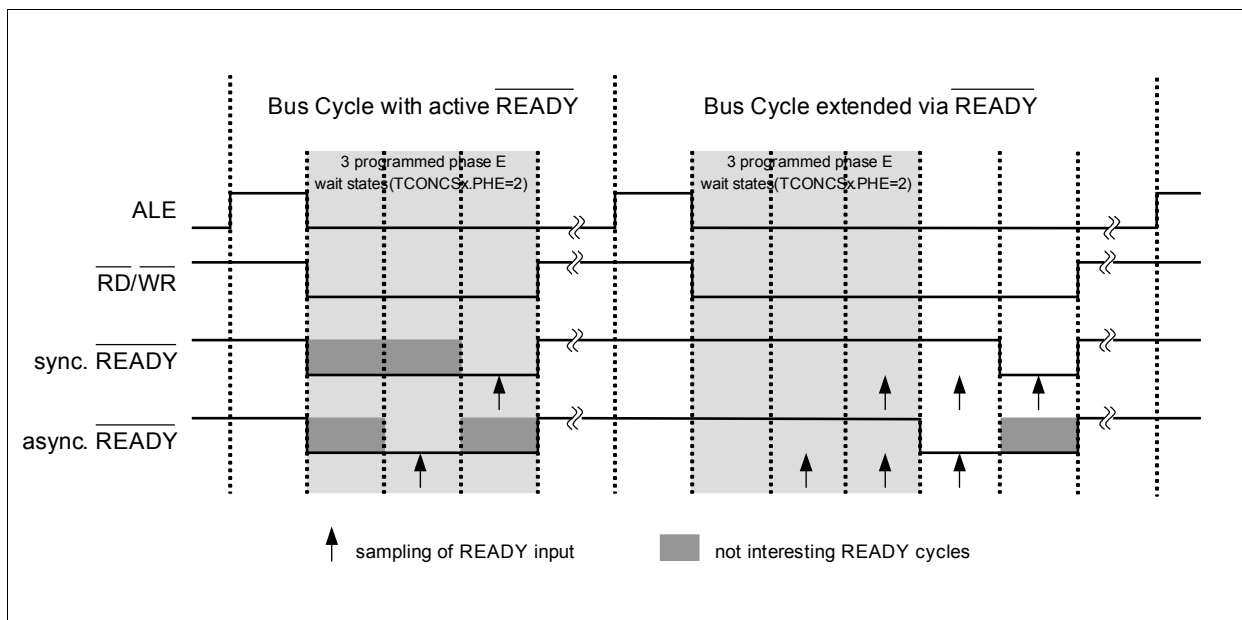 Bus Cycle with active READY
Bus Cycle extended via READY
3 programmed phase E
wait states(TCONCSx.PHE=2)
3 programmed phase E
wait states(TCONCSx.PHE=2)
ALE
RD/WR
sync. READY
async. READY
sampling of READY input
not interesting READY cycles